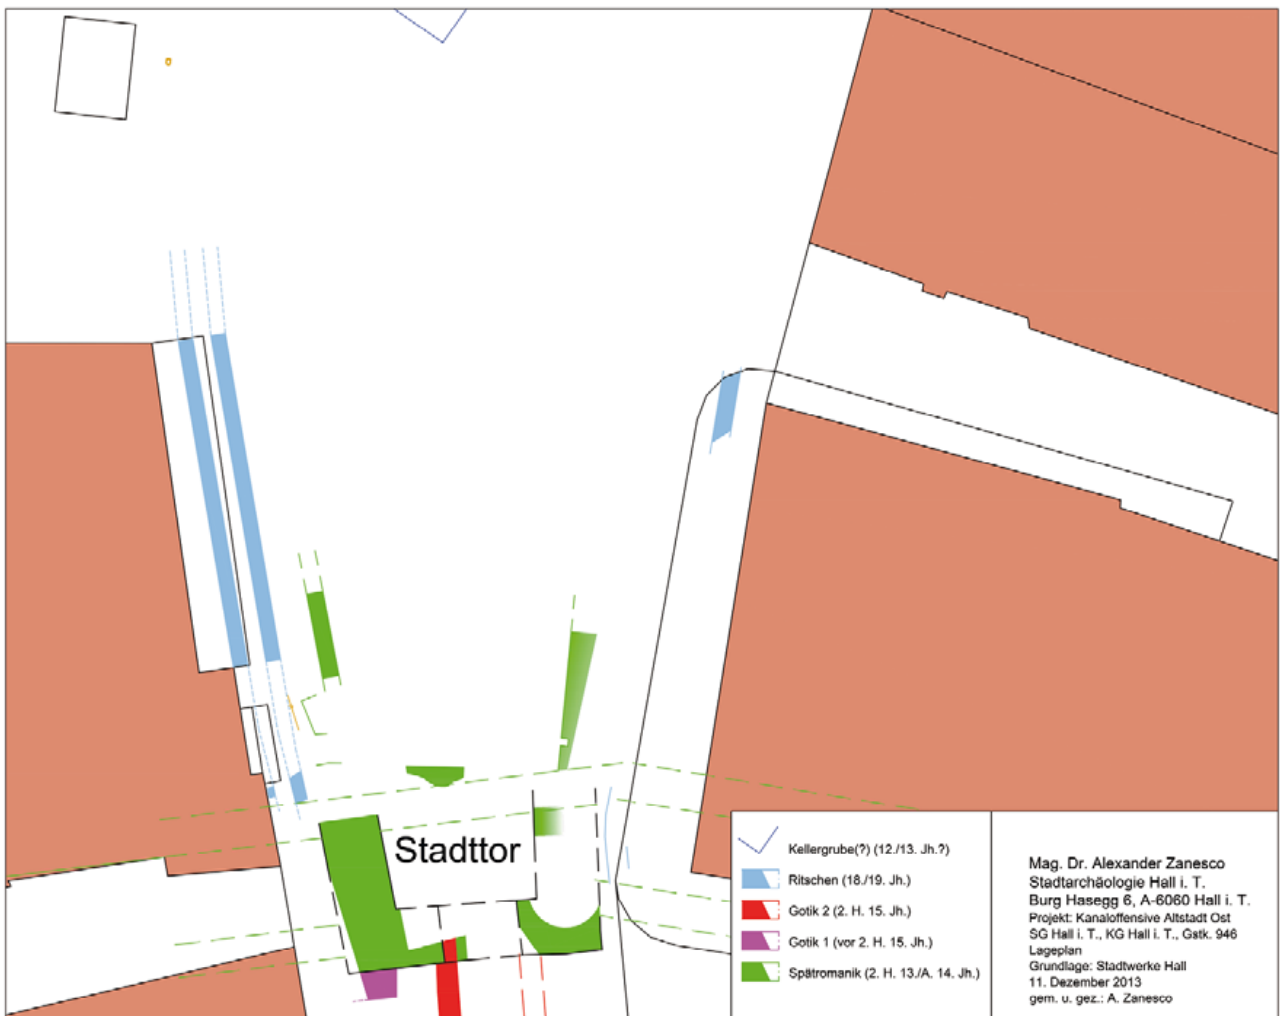 Stadttor
Kellergrube(?) (12./13. Jh.?)
Ritschen (18./19. Jh.)
Gotik 2 (2. H. 15. Jh.)
Gotik 1 (vor 2. H. 15. Jh.)
Spätromanik (2. H. 13./A. 14. Jh.)
Mag. Dr. Alexander Zanesco
Stadtarchäologie Hall i. T.
Burg Hasegg 6, A-6060 Hall i. T.
Projekt: Kanaloffensive Altstadt Ost
SG Hall i. T., KG Hall i. T., Gstk. 946
Lageplan
Grundlage: Stadtwerke Hall
11. Dezember 2013
gem. u. gez.: A. Zanesco